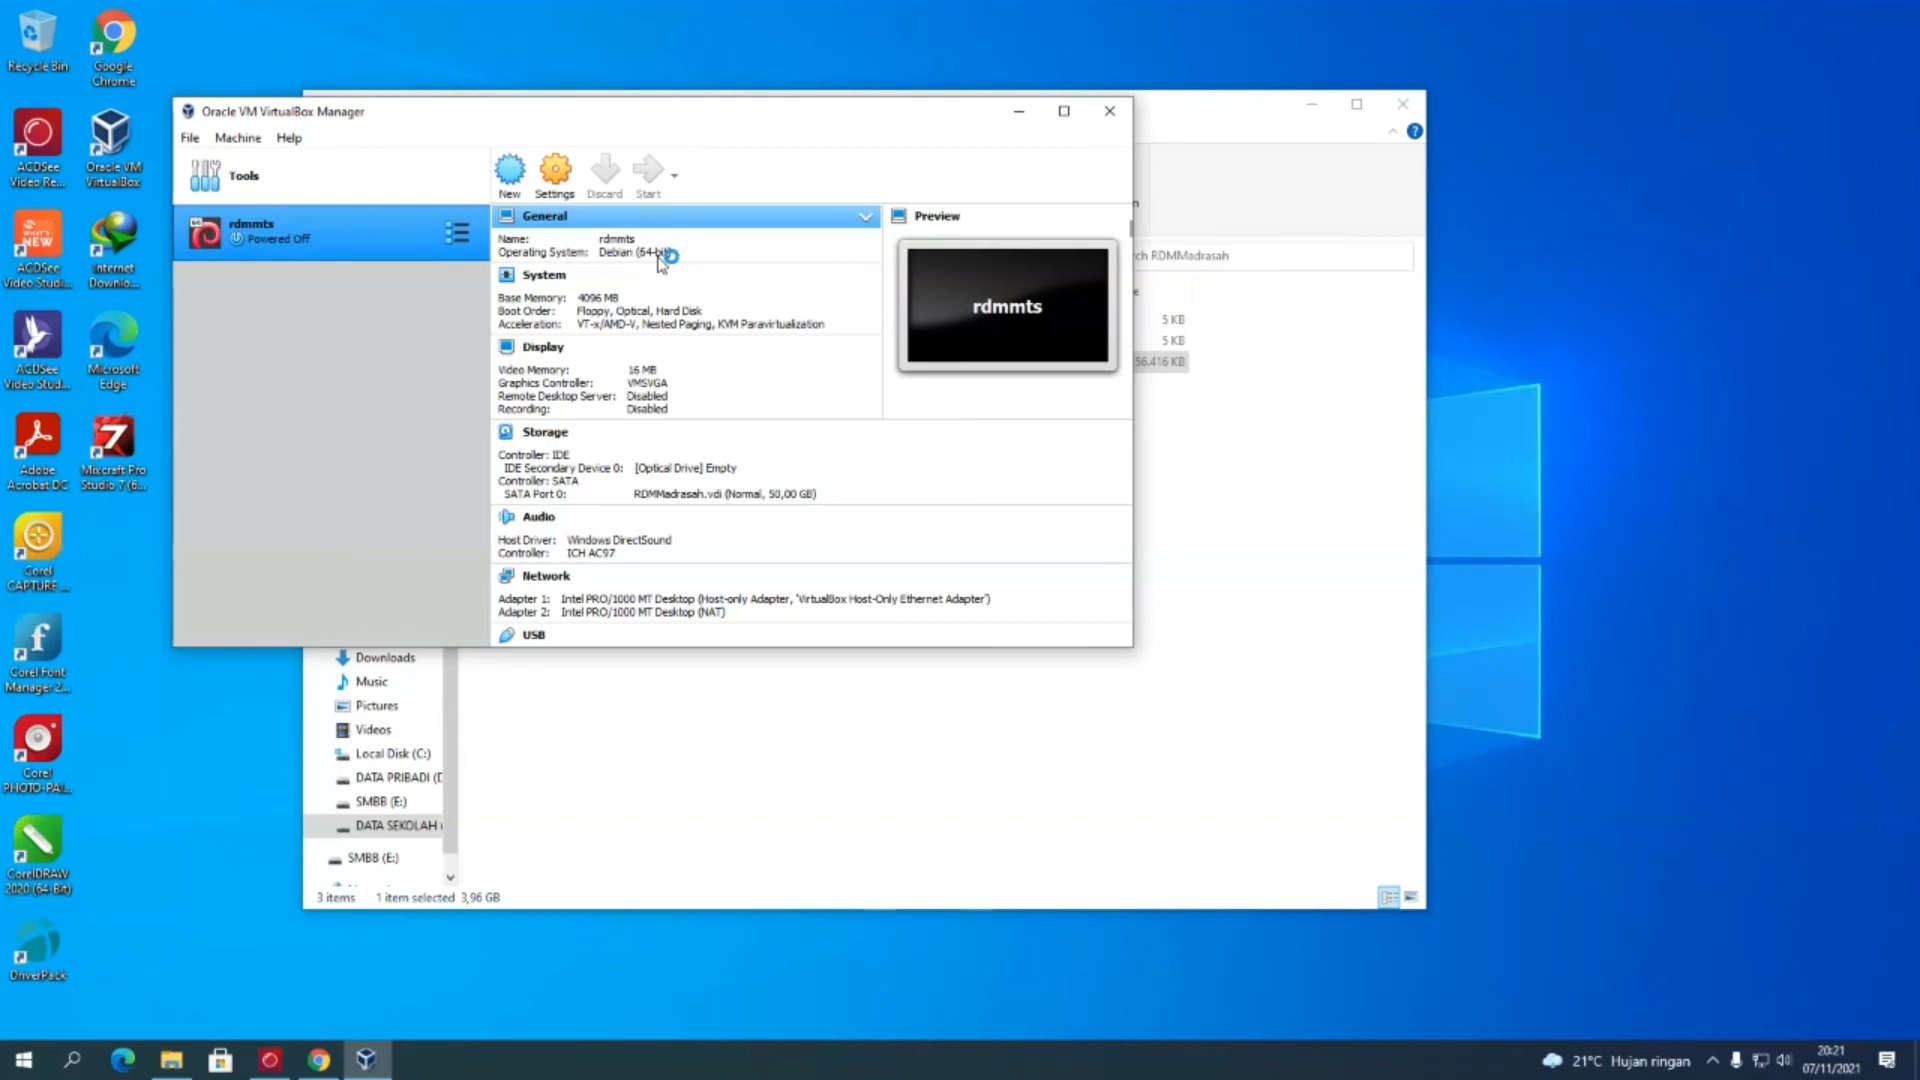 Recycle Bin
Google
Chrome
ACDSee
Video Re...
Oracle VM
VirtualBox
ACDSee
Video Studi...
Internet
Downlo...
ACDSee
Video Stud...
Microsoft
Edge
Adobe
Acrobat DC
Mixcraft Pro
Studio 7 (6...
Corel
CAPTURE ...
Corel Font
Manager 2...
Corel
PHOTO-PAI...
CorelDRAW
2020 (64-Bit)
DriverPack
Oracle VM VirtualBox Manager
File Machine Help
Tools
New Settings Discard Start
rdmmts
Powered Off
General
Name: rdmmts
Operating System: Debian (64-bit)
System
Base Memory: 4096 MB
Boot Order: Floppy, Optical, Hard Disk
Acceleration: VT-x/AMD-V, Nested Paging, KVM Paravirtualization
Display
Video Memory: 16 MB
Graphics Controller: VMSVGA
Remote Desktop Server: Disabled
Recording: Disabled
Storage
Controller: IDE
IDE Secondary Device 0: [Optical Drive] Empty
Controller: SATA
SATA Port 0: RDMMadrasah.vdi (Normal, 50,00 GB)
Audio
Host Driver: Windows DirectSound
Controller: ICH AC97
Network
Adapter 1: Intel PRO/1000 MT Desktop (Host-only Adapter, 'VirtualBox Host-Only Ethernet Adapter')
Adapter 2: Intel PRO/1000 MT Desktop (NAT)
USB
Preview
rdmmts
rch RDMMadrasah
5 KB
5 KB
56.416 KB
Downloads
Music
Pictures
Videos
Local Disk (C:)
DATA PRIBADI (D
SMBB (E:)
DATA SEKOLAH (
SMBB (E:)
3 items 1 item selected 3,96 GB
21°C Hujan ringan
20:21
07/11/2021